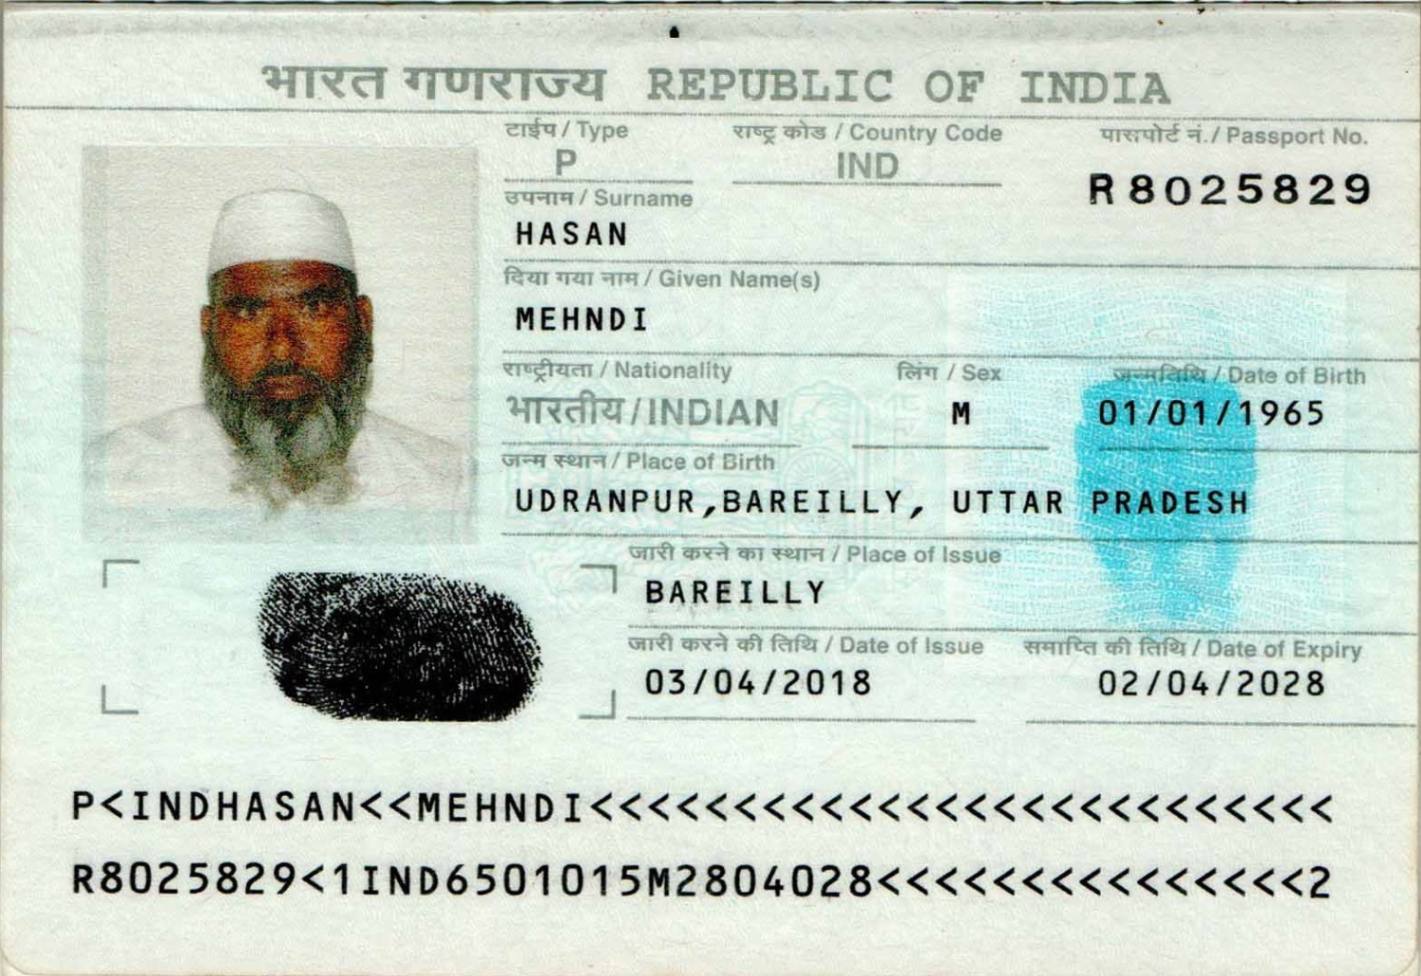 भारत गणराज्य REPUBLIC OF INDIA
टाईप / Type राष्ट्र कोड / Country Code पासपोर्ट नं. / Passport No.
P IND R8025829
उपनाम / Surname
HASAN
दिया गया नाम / Given Name(s)
MEHNDI
राष्ट्रीयता / Nationality लिंग / Sex जन्मतिथि / Date of Birth
भारतीय / INDIAN M 01/01/1965
जन्म स्थान / Place of Birth
UDRANPUR,BAREILLY, UTTAR PRADESH
जारी करने का स्थान / Place of Issue
BAREILLY
जारी करने की तिथि / Date of Issue समाप्ति की तिथि / Date of Expiry
03/04/2018 02/04/2028
P<INDHASAN<<MEHNDI<<<<<<<<<<<<<<<<<<<<<<<<<<
R8025829<1IND6501015M2804028<<<<<<<<<<<<<<<2